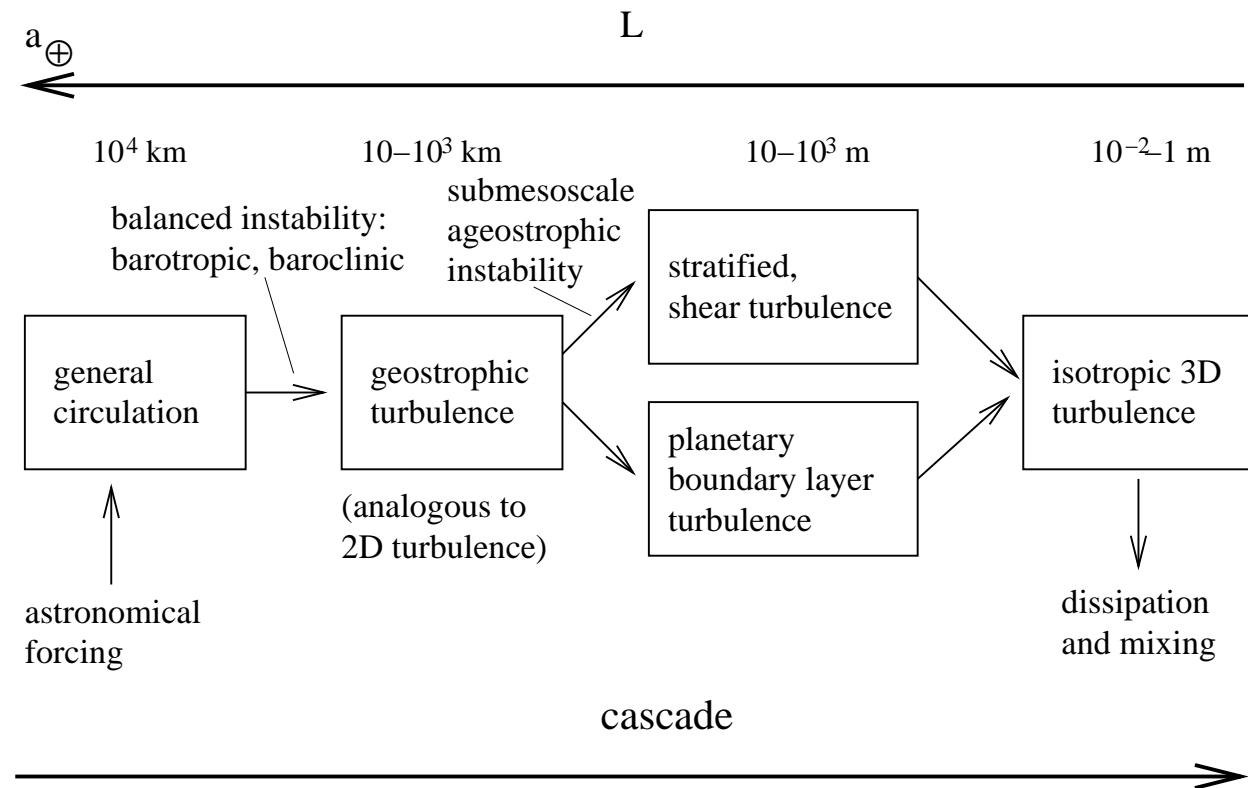 a⊕
L
10⁴ km
10–10³ km
10–10³ m
10⁻²–1 m
balanced instability:
barotropic, baroclinic
submesoscale
ageostrophic
instability
general
circulation
geostrophic
turbulence
(analogous to
2D turbulence)
stratified,
shear turbulence
planetary
boundary layer
turbulence
isotropic 3D
turbulence
astronomical
forcing
dissipation
and mixing
cascade